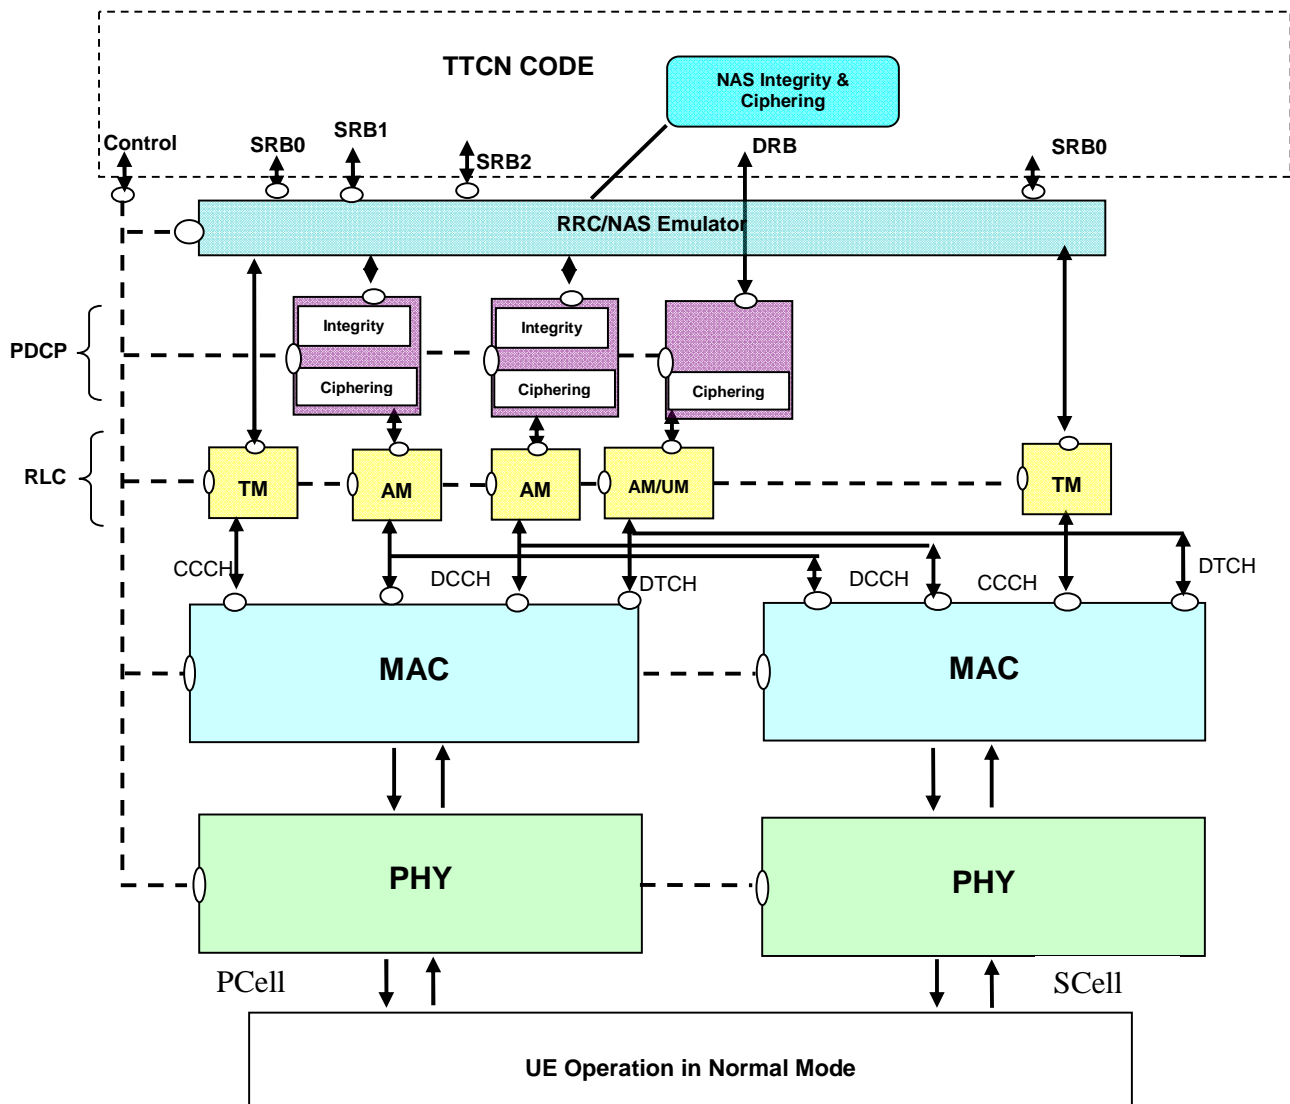 TTCN CODE
NAS Integrity &
Ciphering
Control
SRB0
SRB1
SRB2
DRB
SRB0
RRC/NAS Emulator
PDCP
Integrity
Ciphering
Integrity
Ciphering
Ciphering
RLC
TM
AM
AM
AM/UM
TM
CCCH
DCCH
DTCH
DCCH
CCCH
DTCH
MAC
MAC
PHY
PHY
PCell
SCell
UE Operation in Normal Mode